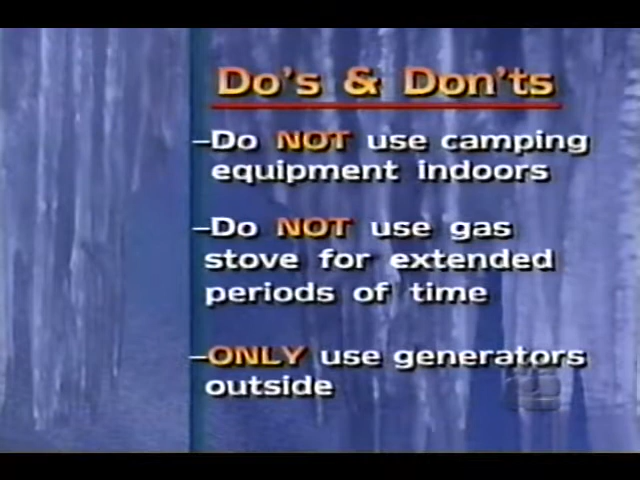 Do's & Don'ts
–Do NOT use camping
equipment indoors
–Do NOT use gas
stove for extended
periods of time
–ONLY use generators
outside